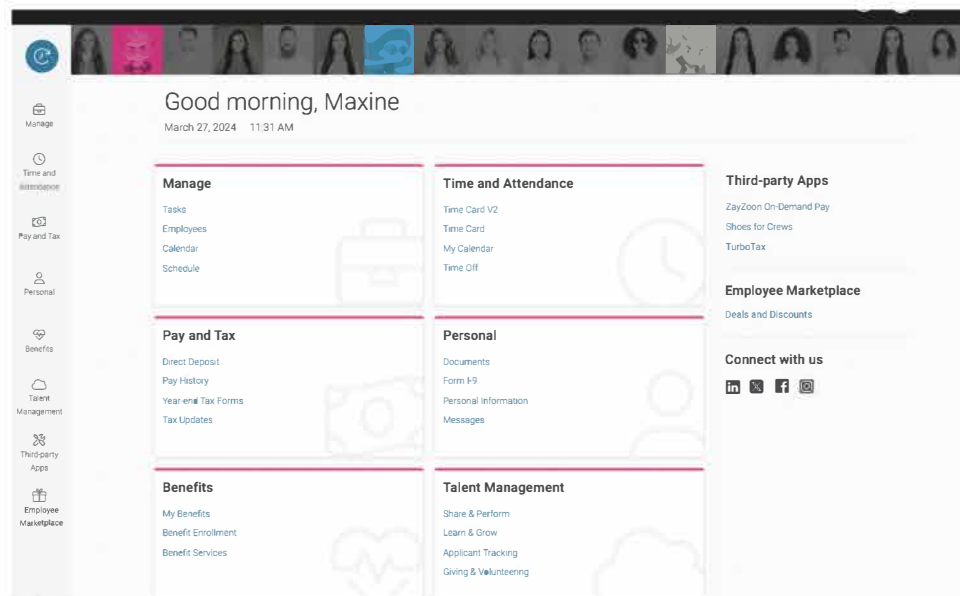 Good morning, Maxine
March 27, 2024 11:31 AM
Manage
Time and
Pay and Tax
Personal
Benefits
Talent
Management
Third-party
Apps
Employee
Marketplace
Manage
Tasks
Employees
Calendar
Schedule
Time and Attendance
Time Card V2
Time Card
My Calendar
Time Off
Pay and Tax
Direct Deposit
Pay History
Year-end Tax Forms
Tax Updates
Personal
Documents
Form I-9
Personal Information
Messages
Benefits
My Benefits
Benefit Enrollment
Benefit Services
Talent Management
Share & Perform
Learn & Grow
Applicant Tracking
Giving & Volunteering
Third-party Apps
ZayZoon On-Demand Pay
Shoes for Crews
TurboTax
Employee Marketplace
Deals and Discounts
Connect with us